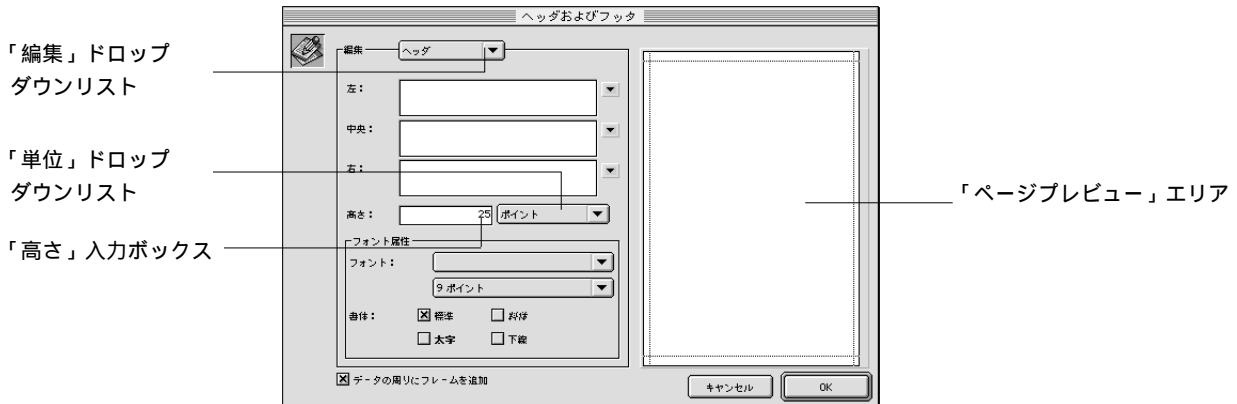 ヘッダおよびフッタ
「編集」ドロップ
ダウンリスト
「単位」ドロップ
ダウンリスト
「高さ」入力ボックス
編集
ヘッダ
左：
中央：
右：
高さ：
25
ポイント
フォント属性
フォント：
9 ポイント
書体：
標準
斜体
太字
下線
データの周りにフレームを追加
キャンセル
OK
「ページプレビュー」エリア